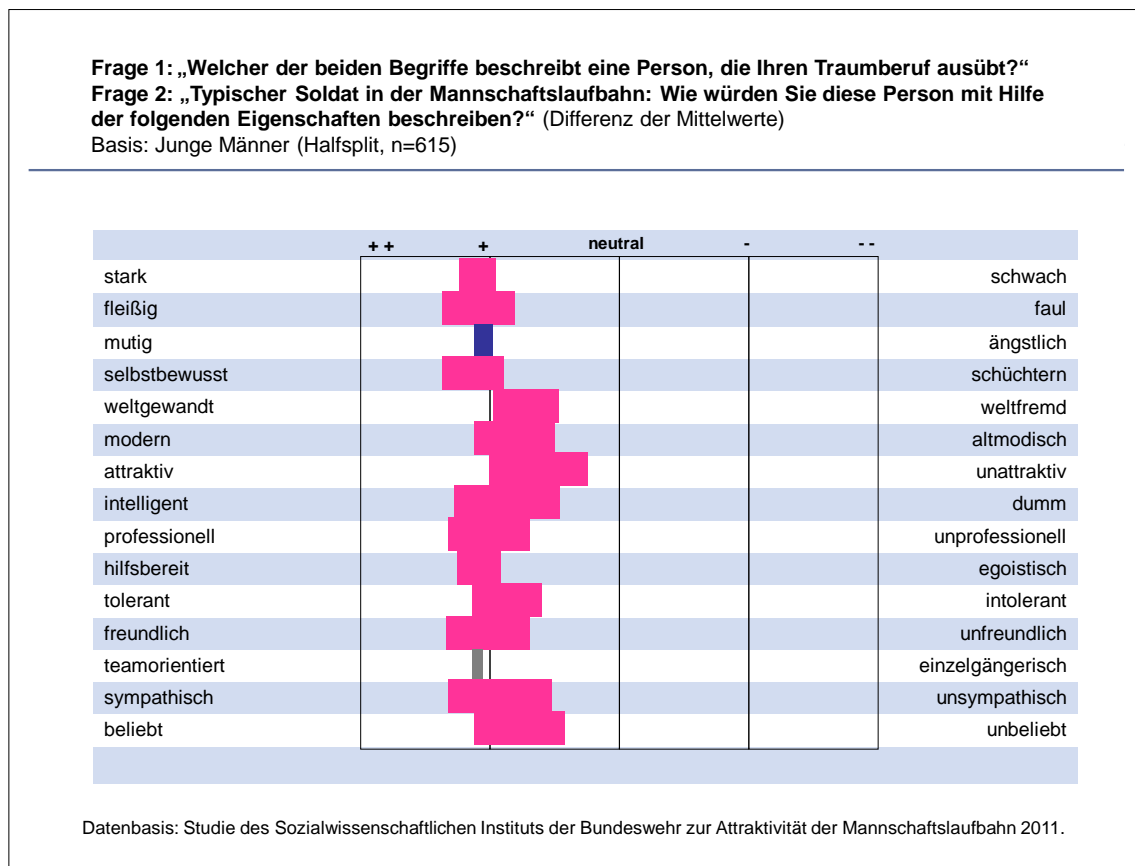 Frage 1: „Welcher der beiden Begriffe beschreibt eine Person, die Ihren Traumberuf ausübt?“
Frage 2: „Typischer Soldat in der Mannschaftslaufbahn: Wie würden Sie diese Person mit Hilfe
der folgenden Eigenschaften beschreiben?“ (Differenz der Mittelwerte)
Basis: Junge Männer (Halfsplit, n=615)
+ + + neutral - - -
stark schwach
fleißig faul
mutig ängstlich
selbstbewusst schüchtern
weltgewandt weltfremd
modern altmodisch
attraktiv unattraktiv
intelligent dumm
professionell unprofessionell
hilfsbereit egoistisch
tolerant intolerant
freundlich unfreundlich
teamorientiert einzelgängerisch
sympathisch unsympathisch
beliebt unbeliebt
Datenbasis: Studie des Sozialwissenschaftlichen Instituts der Bundeswehr zur Attraktivität der Mannschaftslaufbahn 2011.